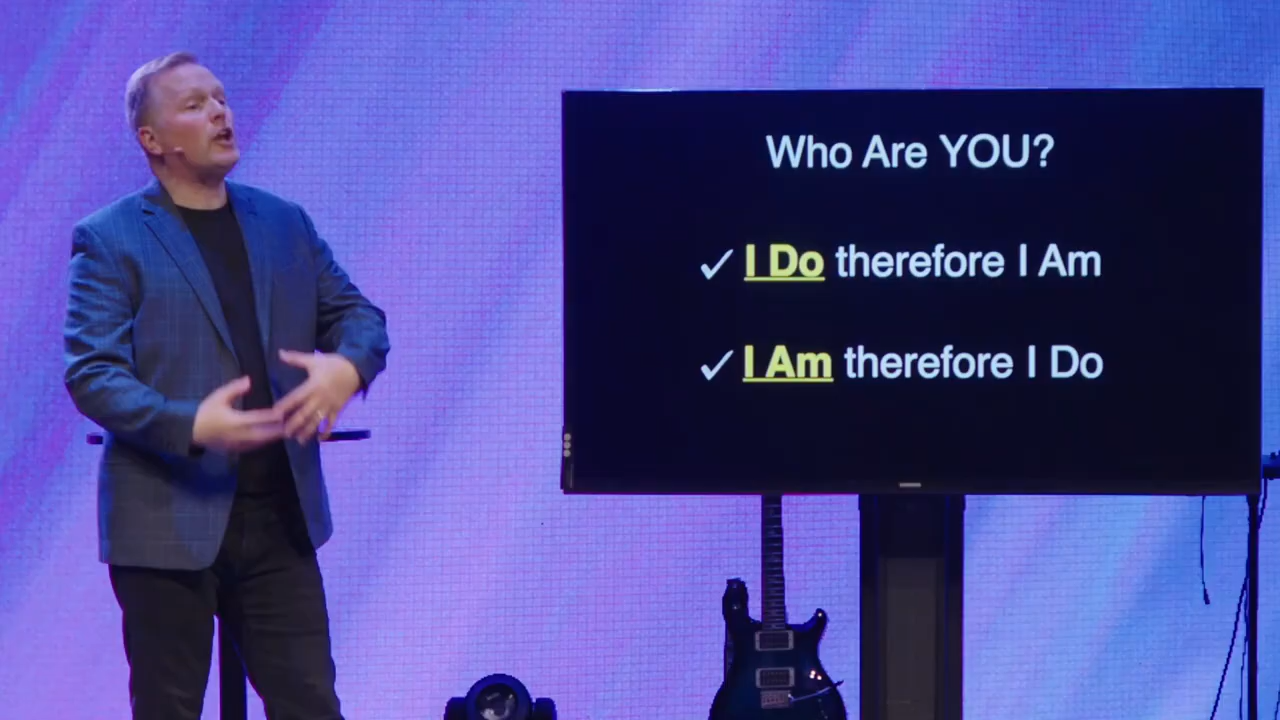 Who Are YOU?
✓ I Do therefore I Am
✓ I Am therefore I Do